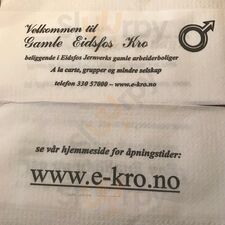 Velkommen til
Gamle Eidsfos Kro
beliggende i Eidsfos Jernverks gamle arbeiderboliger
A la carte, grupper og mindre selskap
telefon 330 57000 - www.e-kro.no
se vår hjemmeside for åpningstider:
www.e-kro.no